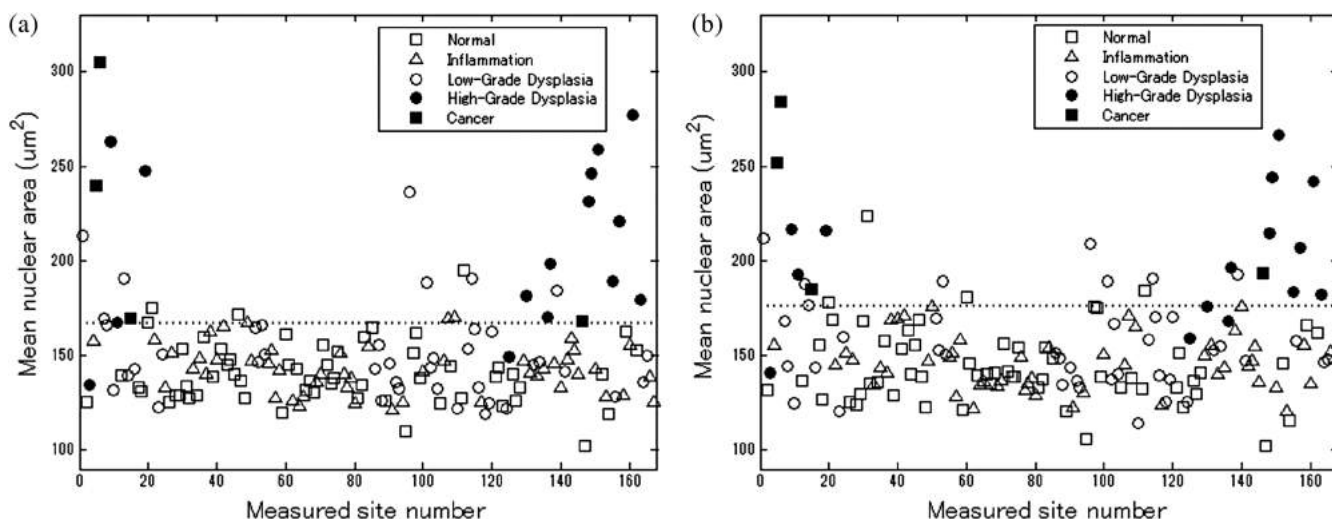 (a)
Normal
Inflammation
Low-Grade Dysplasia
High-Grade Dysplasia
Cancer
300
250
200
150
100
Mean nuclear area (um²)
0 20 40 60 80 100 120 140 160
Measured site number
(b)
Normal
Inflammation
Low-Grade Dysplasia
High-Grade Dysplasia
Cancer
300
250
200
150
100
Mean nuclear area (um²)
0 20 40 60 80 100 120 140 160
Measured site number